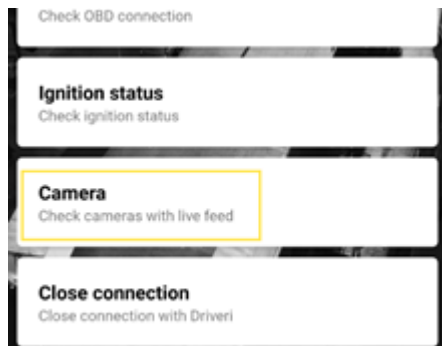 Check OBD connection
Ignition status
Check ignition status
Camera
Check cameras with live feed
Close connection
Close connection with Driveri